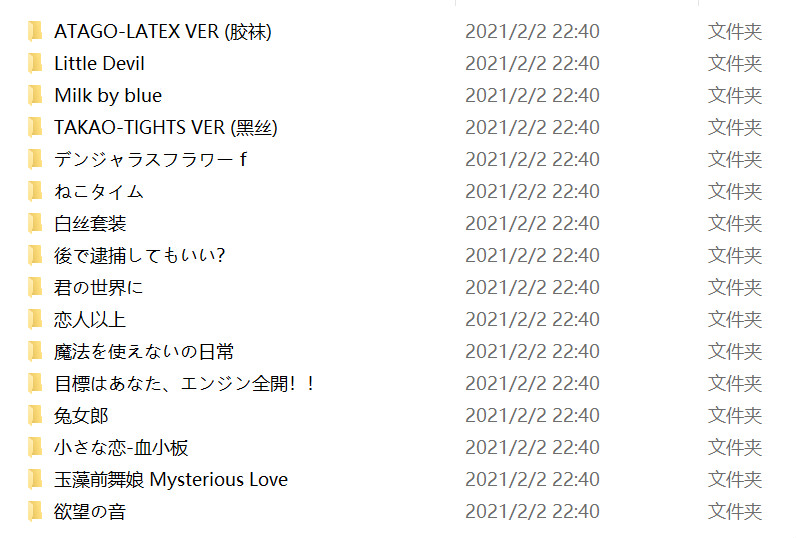 ATAGO-LATEX VER (胶袜) 2021/2/2 22:40 文件夹
Little Devil 2021/2/2 22:40 文件夹
Milk by blue 2021/2/2 22:40 文件夹
TAKAO-TIGHTS VER (黑丝) 2021/2/2 22:40 文件夹
デンジャラスフラワー f 2021/2/2 22:40 文件夹
ねこタイム 2021/2/2 22:40 文件夹
白丝套装 2021/2/2 22:40 文件夹
後で逮捕してもいい？ 2021/2/2 22:40 文件夹
君の世界に 2021/2/2 22:40 文件夹
恋人以上 2021/2/2 22:40 文件夹
魔法を使えないの日常 2021/2/2 22:40 文件夹
目標はあなた、エンジン全開！！ 2021/2/2 22:40 文件夹
兔女郎 2021/2/2 22:40 文件夹
小さな恋-血小板 2021/2/2 22:40 文件夹
玉藻前舞娘 Mysterious Love 2021/2/2 22:40 文件夹
欲望の音 2021/2/2 22:40 文件夹